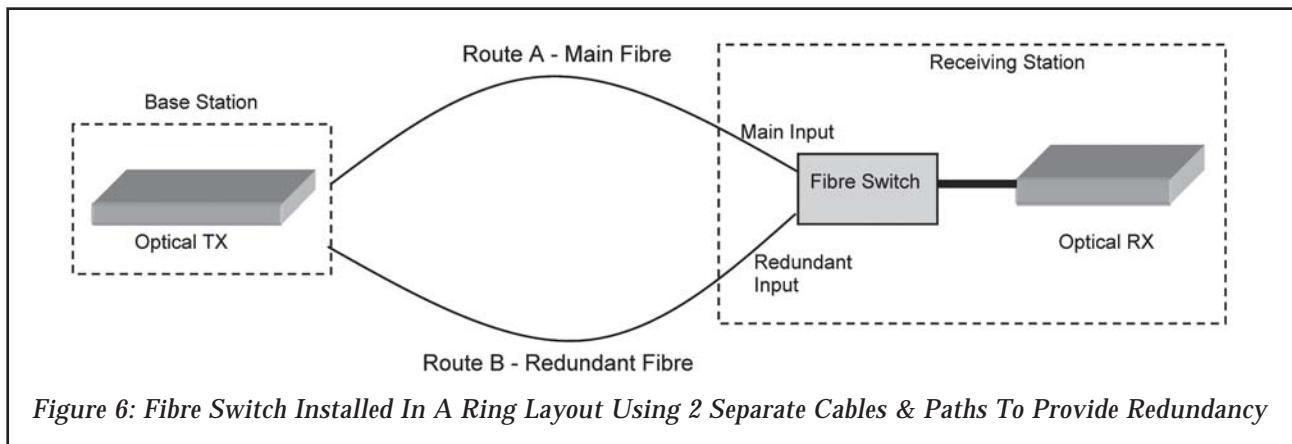 Route A - Main Fibre
Receiving Station
Base Station
Main Input
Fibre Switch
Optical TX
Optical RX
Redundant
Input
Route B - Redundant Fibre
Figure 6: Fibre Switch Installed In A Ring Layout Using 2 Separate Cables & Paths To Provide Redundancy